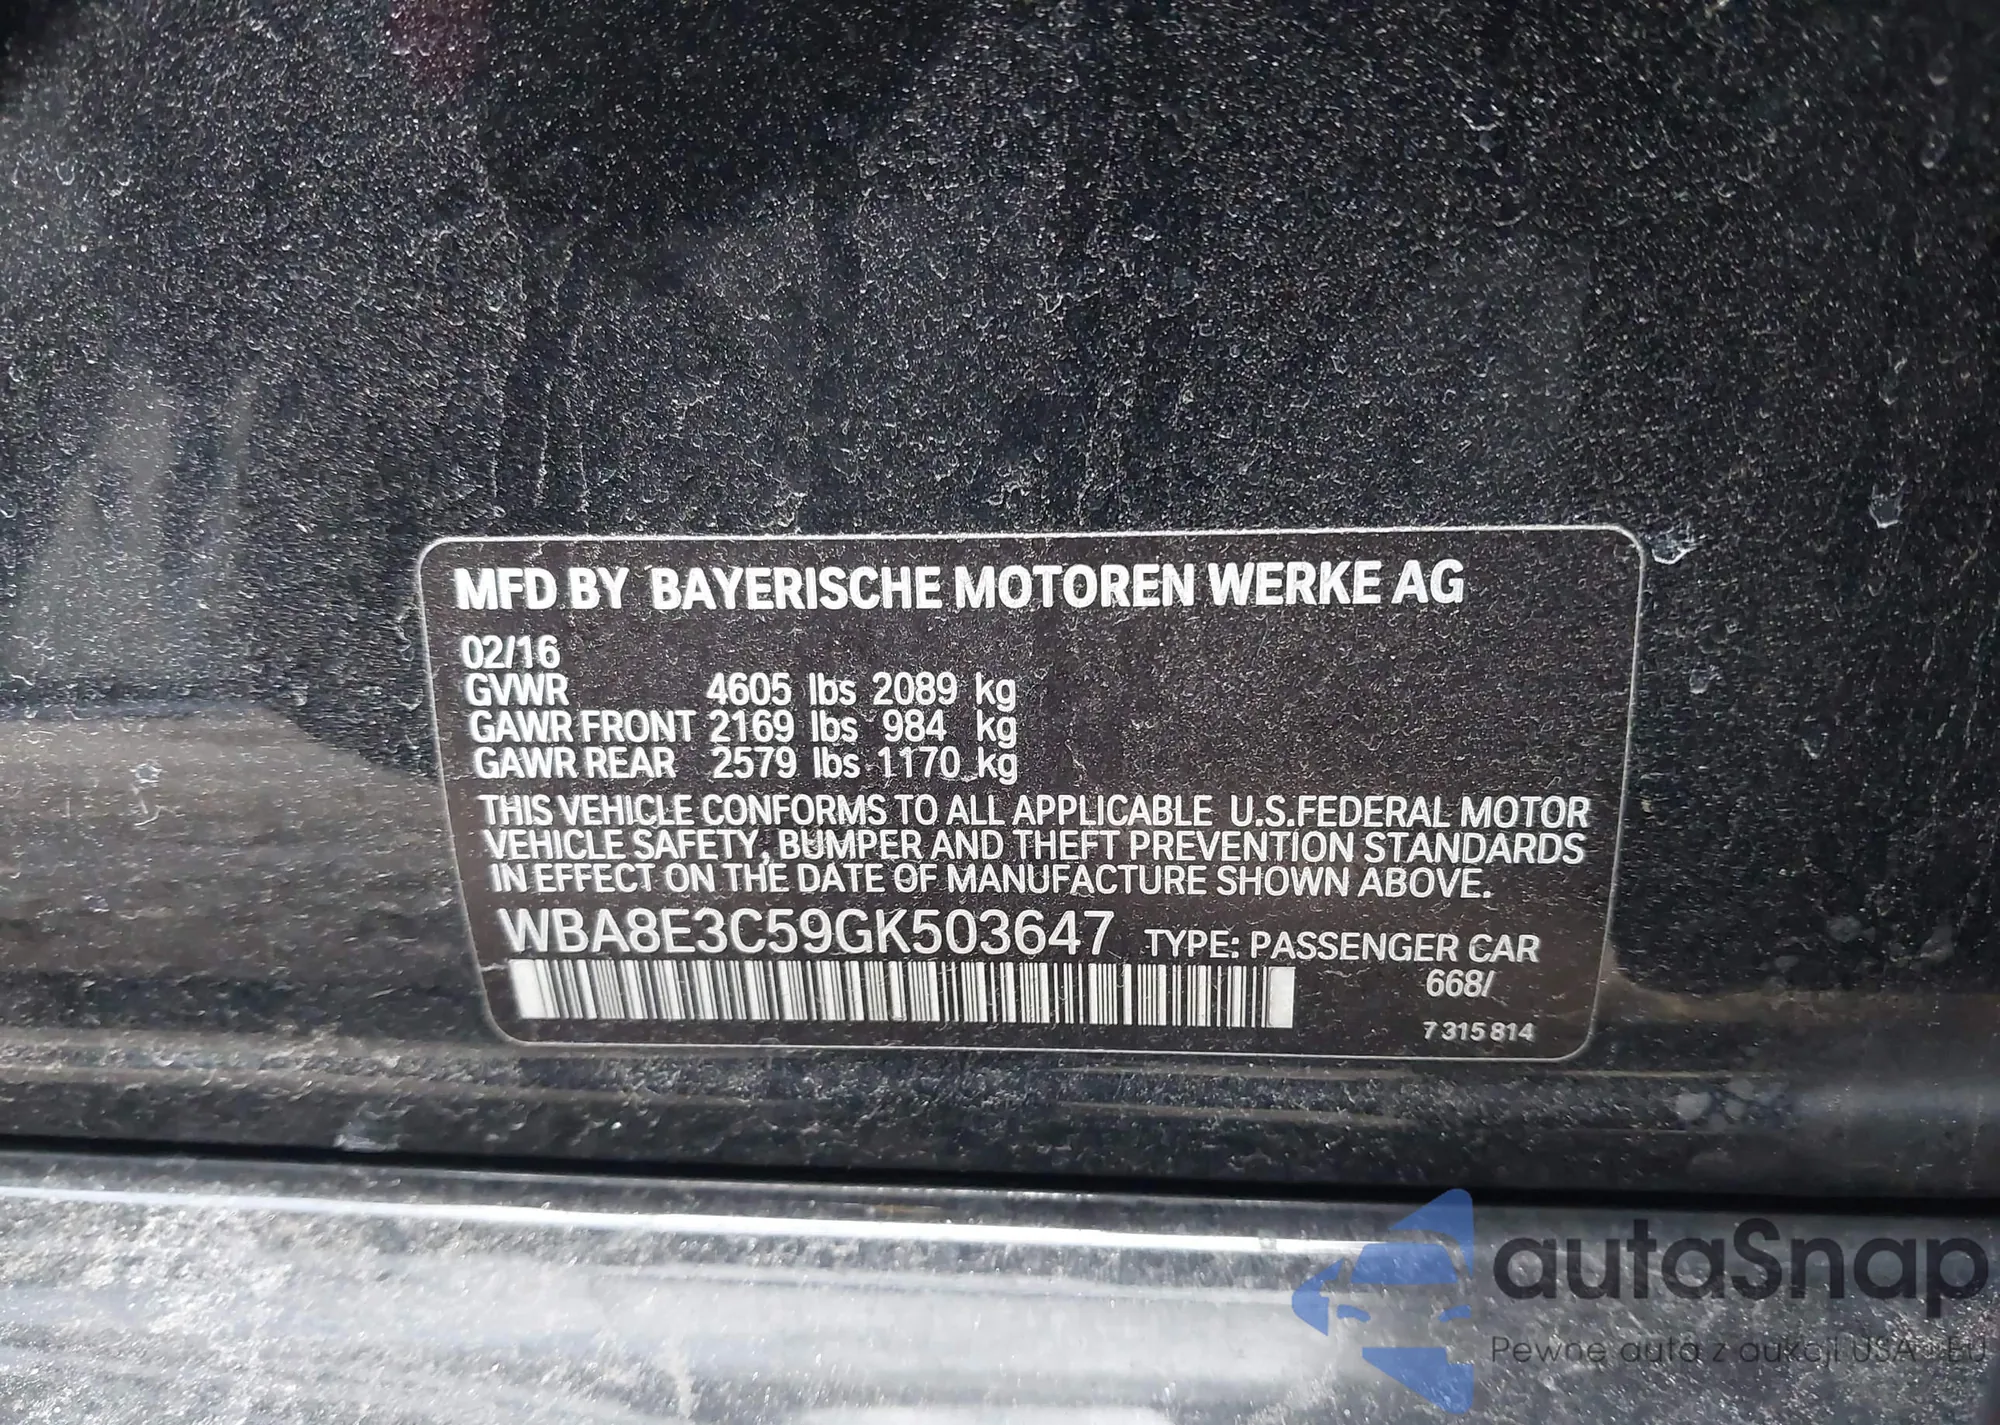 MFD BY BAYERISCHE MOTOREN WERKE AG
02/16
GVWR 4605 lbs 2089 kg
GAWR FRONT 2169 lbs 984 kg
GAWR REAR 2579 lbs 1170 kg
THIS VEHICLE CONFORMS TO ALL APPLICABLE U.S.FEDERAL MOTOR
VEHICLE SAFETY, BUMPER AND THEFT PREVENTION STANDARDS
IN EFFECT ON THE DATE OF MANUFACTURE SHOWN ABOVE.
WBA8E3C59GK503647 TYPE: PASSENGER CAR
668/
7 315 814
autaSnap
Pewne auta z aukcji USA i EU